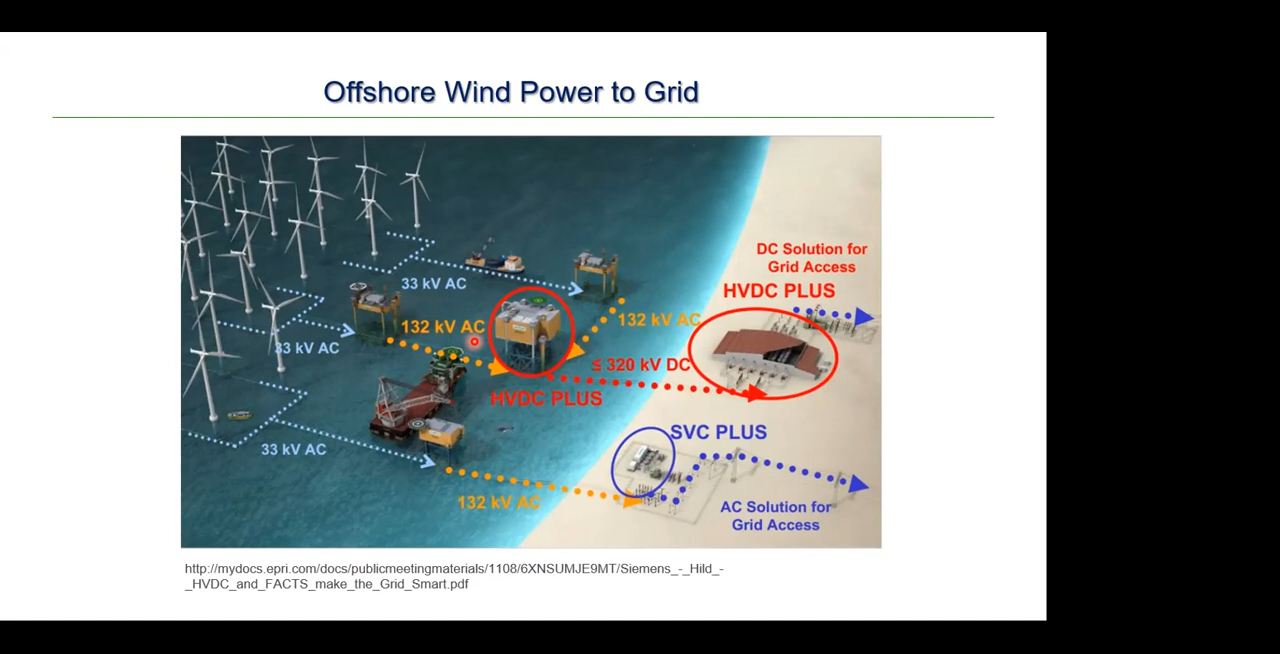 Offshore Wind Power to Grid
DC Solution for
Grid Access
HVDC PLUS
33 kV AC
132 kV AC
132 kV AC
33 kV AC
≤ 320 kV DC
HVDC PLUS
SVC PLUS
33 kV AC
132 kV AC
AC Solution for
Grid Access
http://mydocs.epri.com/docs/publicmeetingmaterials/1108/6XNSUMJE9MT/Siemens_-_Hild_-
_HVDC_and_FACTS_make_the_Grid_Smart.pdf